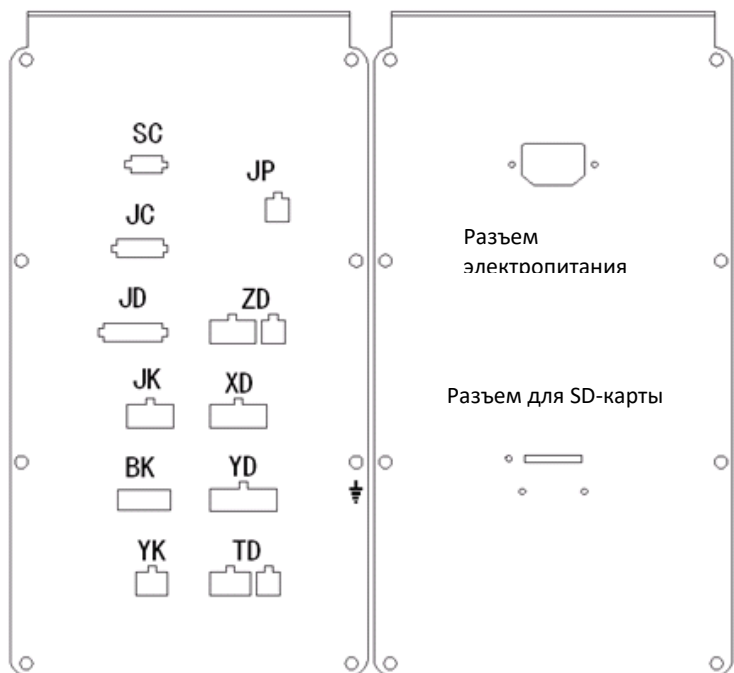 SC
JP
JC
JD
ZD
JK
XD
BK
YD
YK
TD
Разъем
электропитания
Разъем для SD-карты